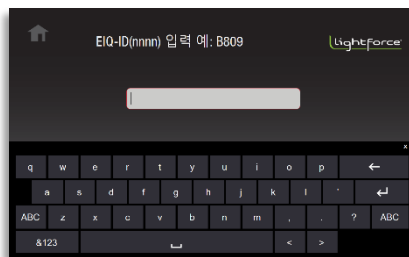 EIQ-ID(nnnn) 입력 예: B809
Lightforce
×
q w e r t y u i o p ←
a s d f g h j k l ' ↵
ABC z x c v b n m , . ? ABC
&123 < >